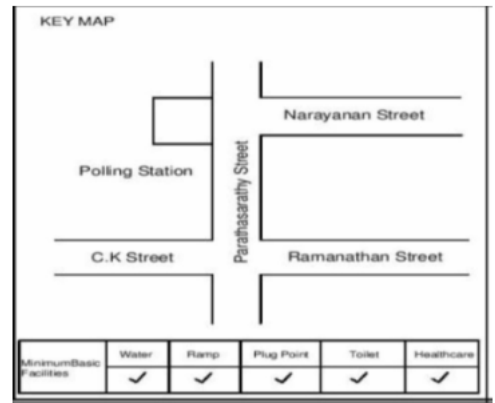 KEY MAP
Narayanan Street
Polling Station
Parathasarathy Street
C.K Street
Ramanathan Street
MinimumBasic Facilities
Water Ramp Plug Point Toilet Healthcare
✓ ✓ ✓ ✓ ✓